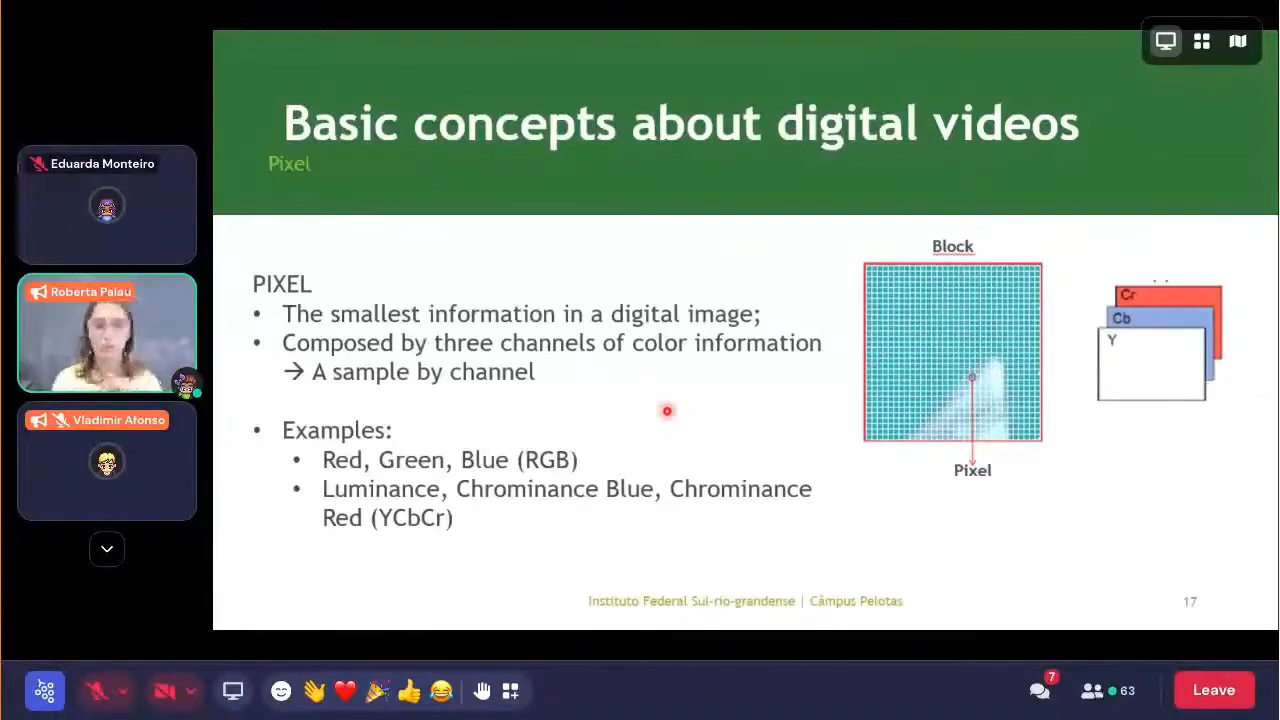 Eduarda Monteiro
Roberta Palau
Vladimir Afonso
Basic concepts about digital videos
Pixel
PIXEL
• The smallest information in a digital image;
• Composed by three channels of color information
→ A sample by channel
• Examples:
• Red, Green, Blue (RGB)
• Luminance, Chrominance Blue, Chrominance
Red (YCbCr)
Block
Pixel
Cr
Cb
Y
Instituto Federal Sul-rio-grandense | Câmpus Pelotas
17
7
63
Leave